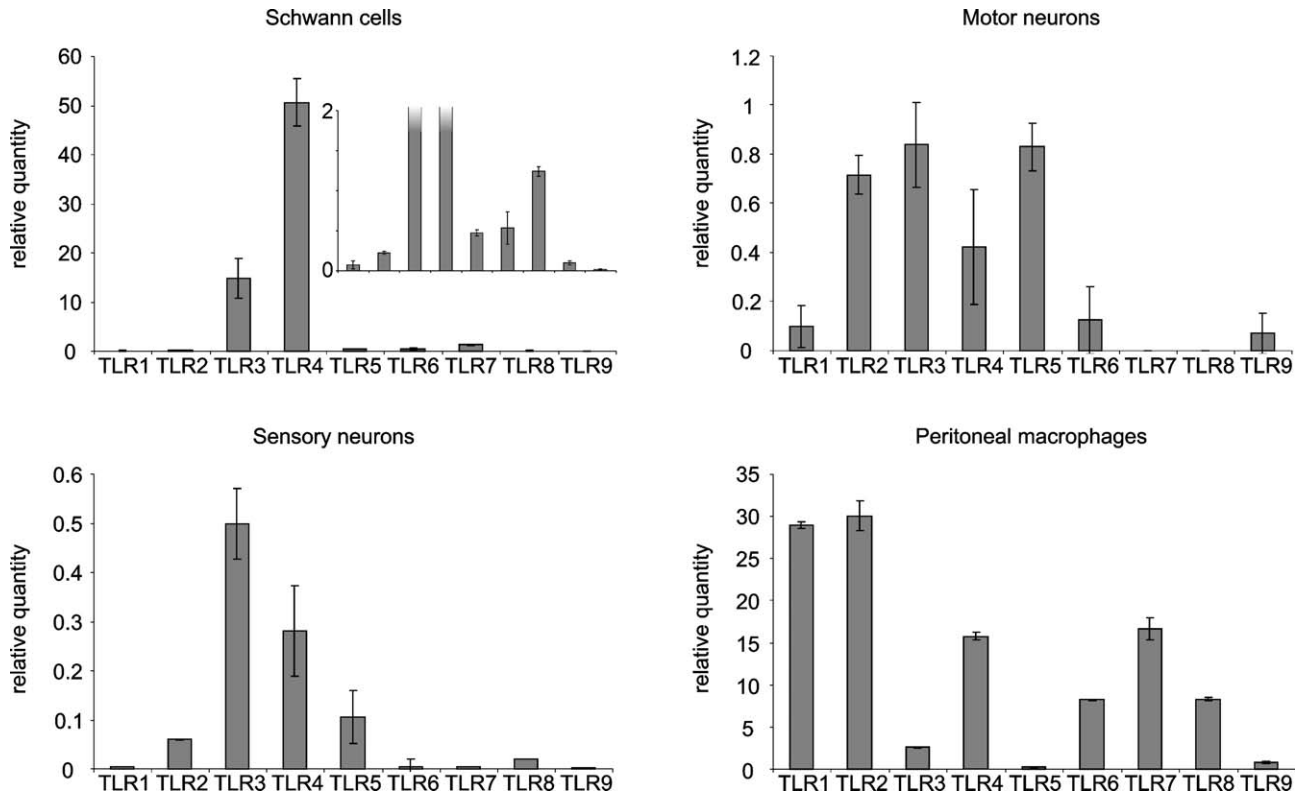 Schwann cells
relative quantity
60
50
40
30
20
10
0
2
0
TLR1 TLR2 TLR3 TLR4 TLR5 TLR6 TLR7 TLR8 TLR9
Motor neurons
relative quantity
1.2
1
0.8
0.6
0.4
0.2
0
TLR1 TLR2 TLR3 TLR4 TLR5 TLR6 TLR7 TLR8 TLR9
Sensory neurons
relative quantity
0.6
0.5
0.4
0.3
0.2
0.1
0
TLR1 TLR2 TLR3 TLR4 TLR5 TLR6 TLR7 TLR8 TLR9
Peritoneal macrophages
relative quantity
35
30
25
20
15
10
5
0
TLR1 TLR2 TLR3 TLR4 TLR5 TLR6 TLR7 TLR8 TLR9